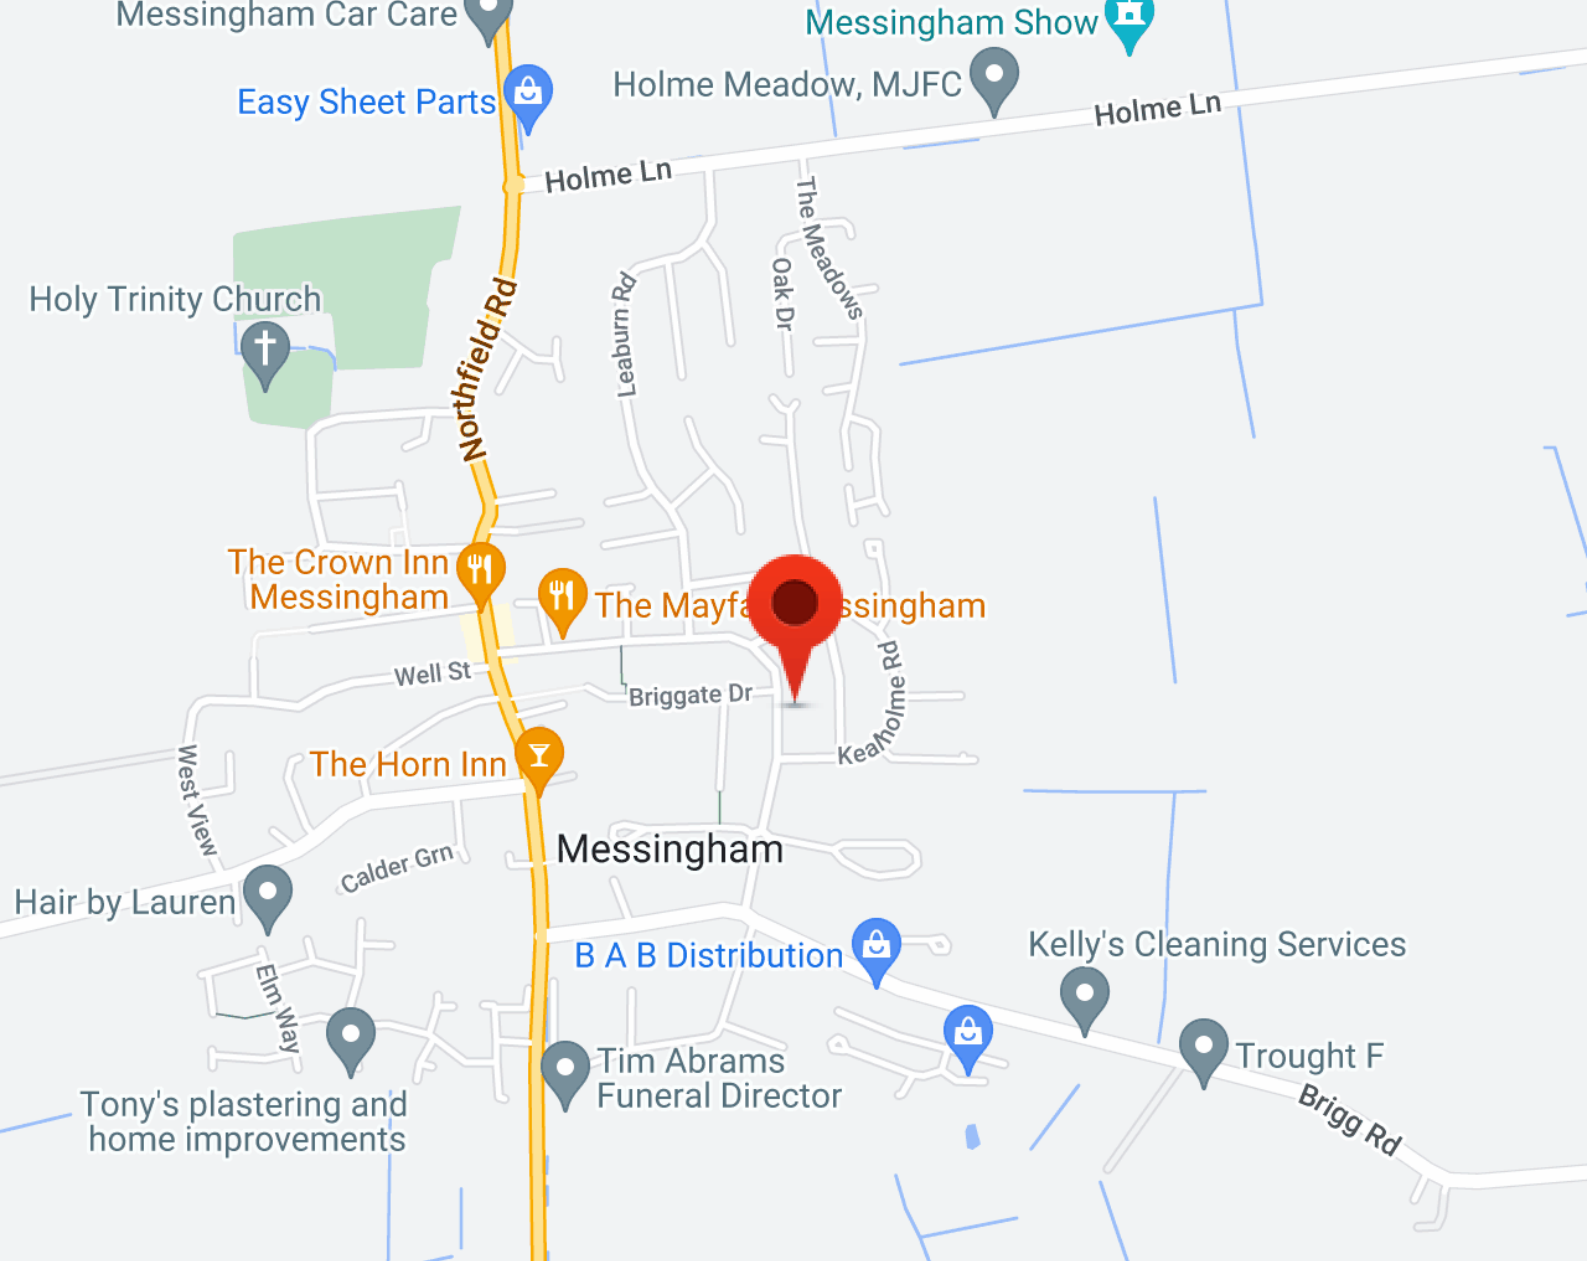 Messingham Car Care
Messingham Show
Easy Sheet Parts
Holme Meadow, MJFC
Holme Ln
Holme Ln
The Meadows
Oak Dr
Leaburn Rd
Holy Trinity Church
Northfield Rd
The Crown Inn
Messingham
The Mayfa ssingham
Well St
Briggate Dr
Kealholme Rd
West View
The Horn Inn
Messingham
Calder Grn
Hair by Lauren
B A B Distribution
Kelly's Cleaning Services
Elm Way
Tim Abrams
Funeral Director
Trought F
Tony's plastering and
home improvements
Brigg Rd